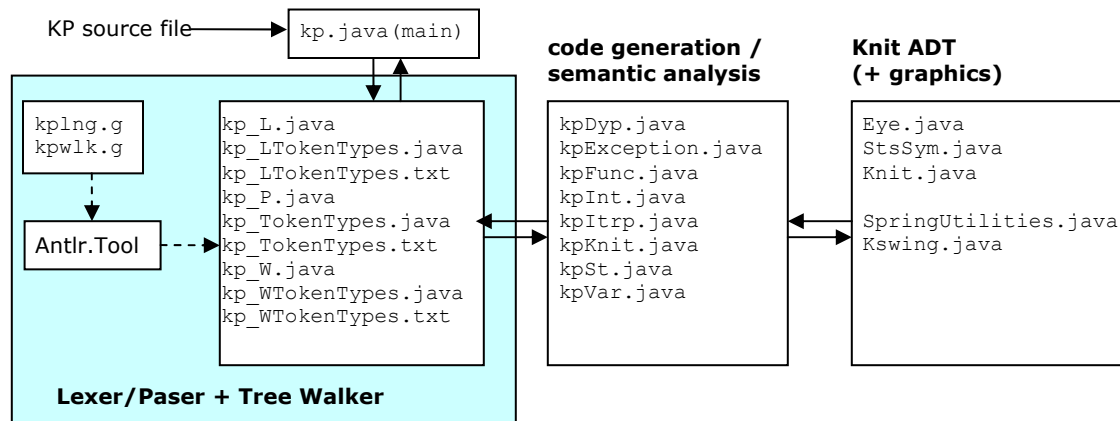 KP source file
kp.java(main)
code generation /
semantic analysis
Knit ADT
(+ graphics)
kplng.g
kpwlk.g
Antlr.Tool
kp_L.java
kp_LTokenTypes.java
kp_LTokenTypes.txt
kp_P.java
kp_TokenTypes.java
kp_TokenTypes.txt
kp_W.java
kp_WTokenTypes.java
kp_WTokenTypes.txt
kpDyp.java
kpException.java
kpFunc.java
kpInt.java
kpItrp.java
kpKnit.java
kpSt.java
kpVar.java
Eye.java
StsSym.java
Knit.java
SpringUtilities.java
Kswing.java
Lexer/Paser + Tree Walker